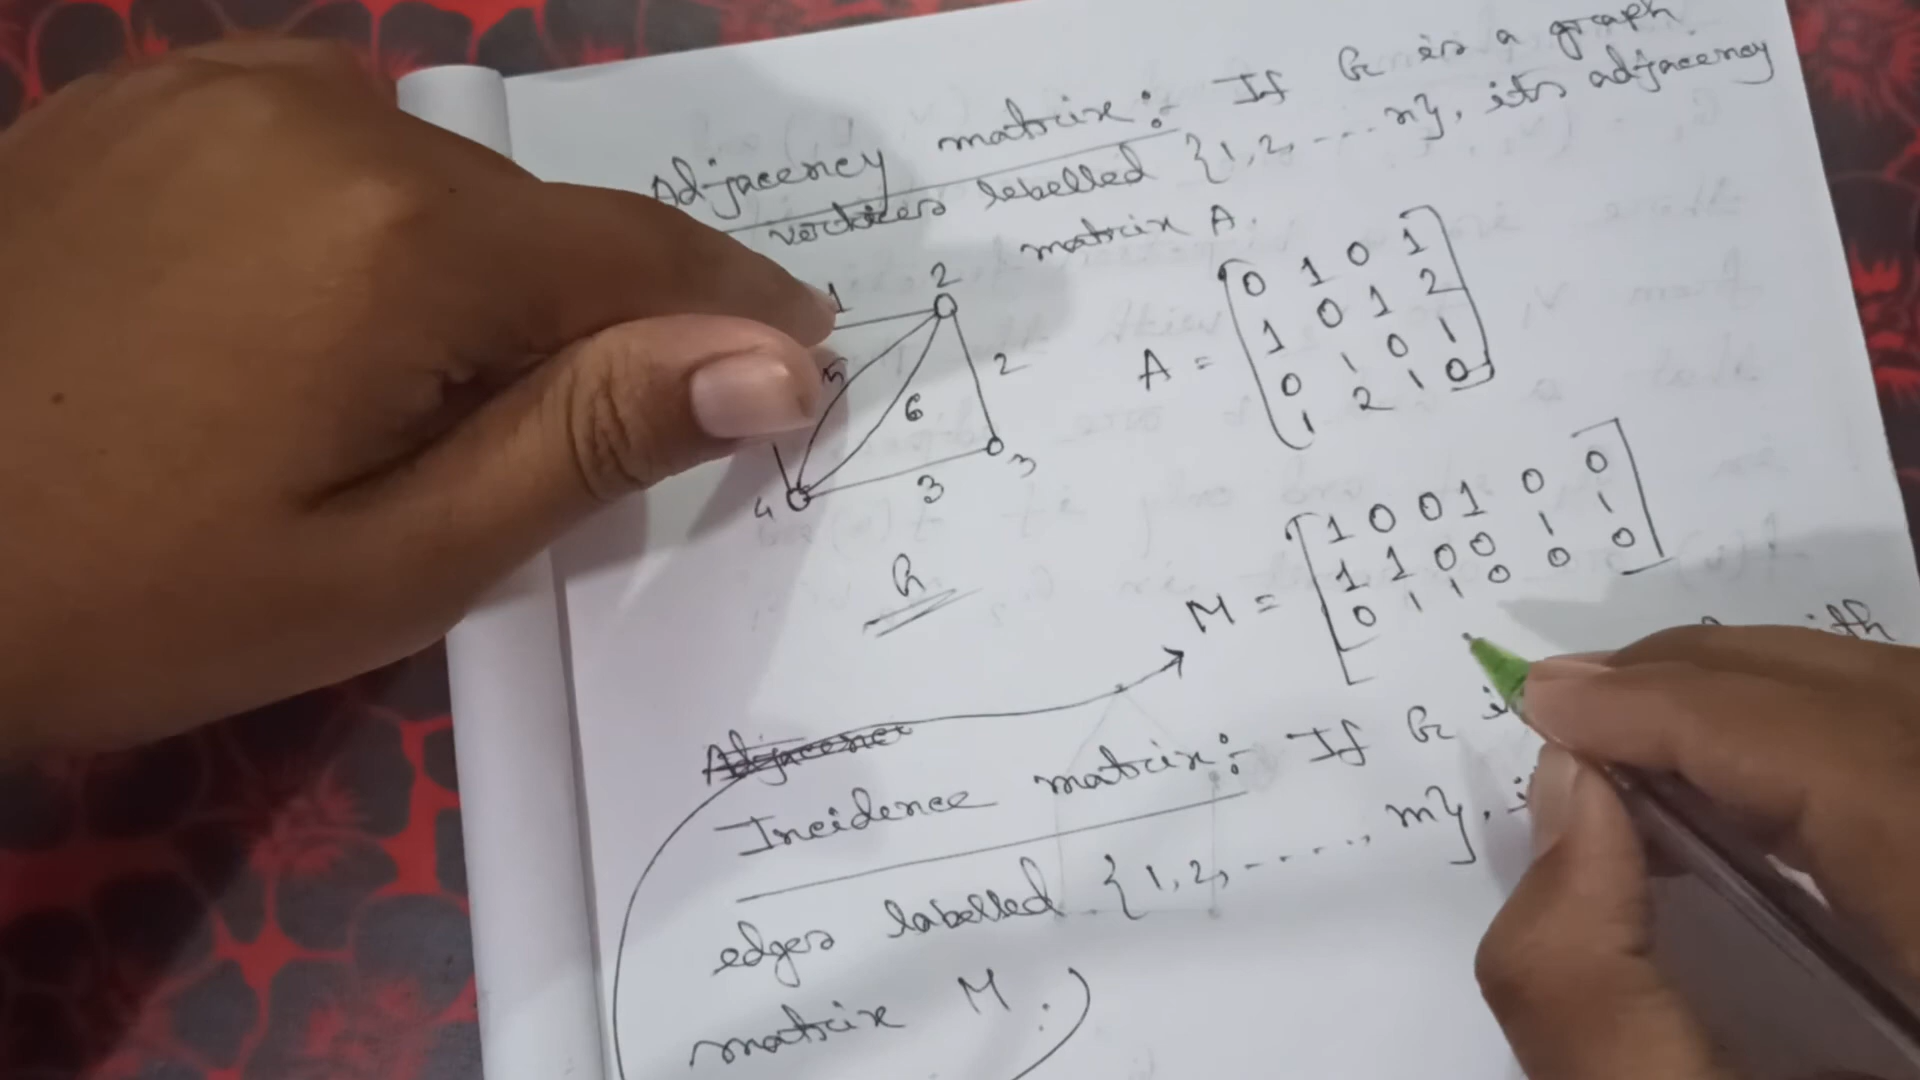 Adjacency matrix:- If G is a graph
vertices labelled {1, 2, ---- n}, its adjacency
matrix A.
1 2
5 2
6
4 3 3
G
A = [0 1 0 1
1 0 1 2
0 1 0 1
1 2 1 0]
M = [1 0 0 1 0 0
1 1 0 0 1 1
0 1 1 0 0 0]
Incidence matrix:- If G with
edges labelled {1, 2, -----, m},
matrix M.